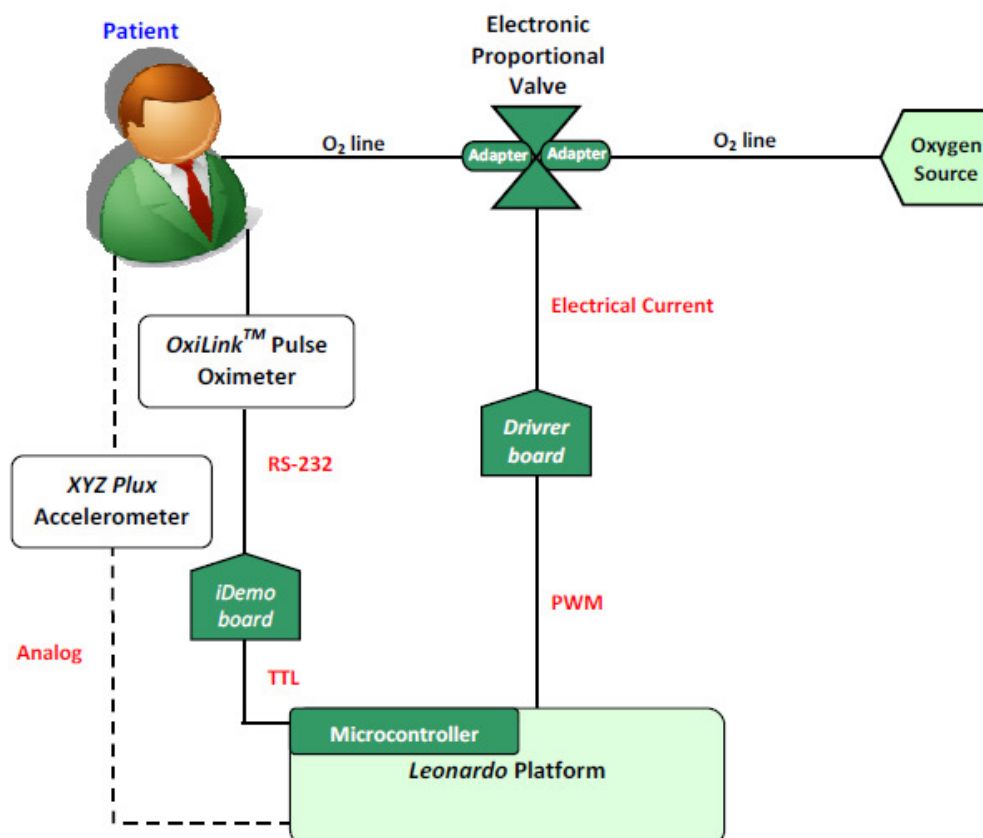 Patient
Electronic
Proportional
Valve
O₂ line
Adapter
Adapter
O₂ line
Oxygen
Source
Electrical Current
OxiLink™ Pulse
Oximeter
Drivrer
board
RS-232
XYZ Plux
Accelerometer
iDemo
board
PWM
Analog
TTL
Microcontroller
Leonardo Platform